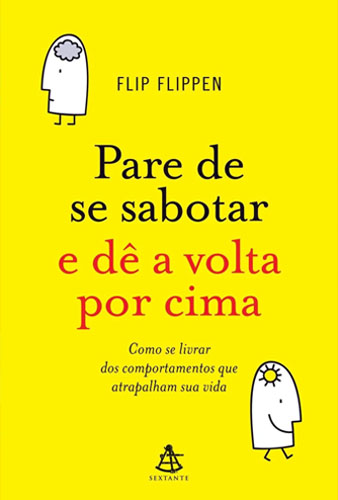 FLIP FLIPPEN
Pare de
se sabotar
e dê a volta
por cima
Como se livrar
dos comportamentos que
atrapalham sua vida
SEXTANTE